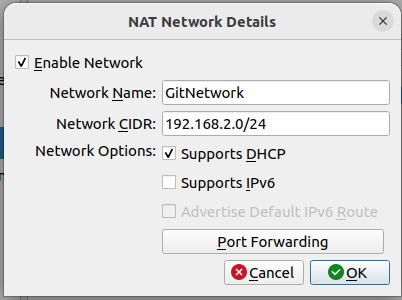 NAT Network Details
Enable Network
Network Name: GitNetwork
Network CIDR: 192.168.2.0/24
Network Options: Supports DHCP
Supports IPv6
Advertise Default IPv6 Route
Port Forwarding
Cancel OK